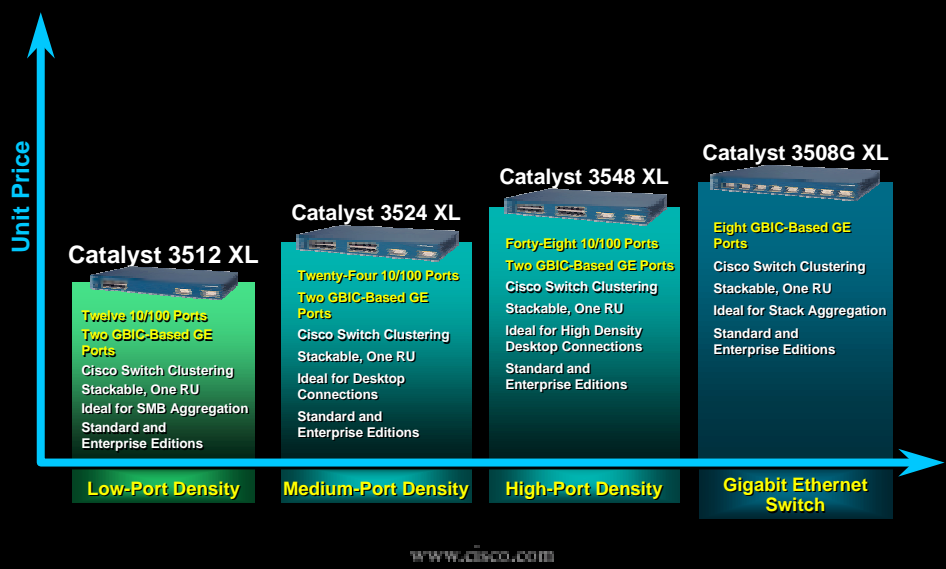 Unit Price
Catalyst 3512 XL
Twelve 10/100 Ports
Two GBIC-Based GE
Ports
Cisco Switch Clustering
Stackable, One RU
Ideal for SMB Aggregation
Standard and
Enterprise Editions
Low-Port Density
Catalyst 3524 XL
Twenty-Four 10/100 Ports
Two GBIC-Based GE
Ports
Cisco Switch Clustering
Stackable, One RU
Ideal for Desktop
Connections
Standard and
Enterprise Editions
Medium-Port Density
Catalyst 3548 XL
Forty-Eight 10/100 Ports
Two GBIC-Based GE Ports
Cisco Switch Clustering
Stackable, One RU
Ideal for High Density
Desktop Connections
Standard and
Enterprise Editions
High-Port Density
Catalyst 3508G XL
Eight GBIC-Based GE
Ports
Cisco Switch Clustering
Stackable, One RU
Ideal for Stack Aggregation
Standard and
Enterprise Editions
Gigabit Ethernet
Switch
www.cisco.com